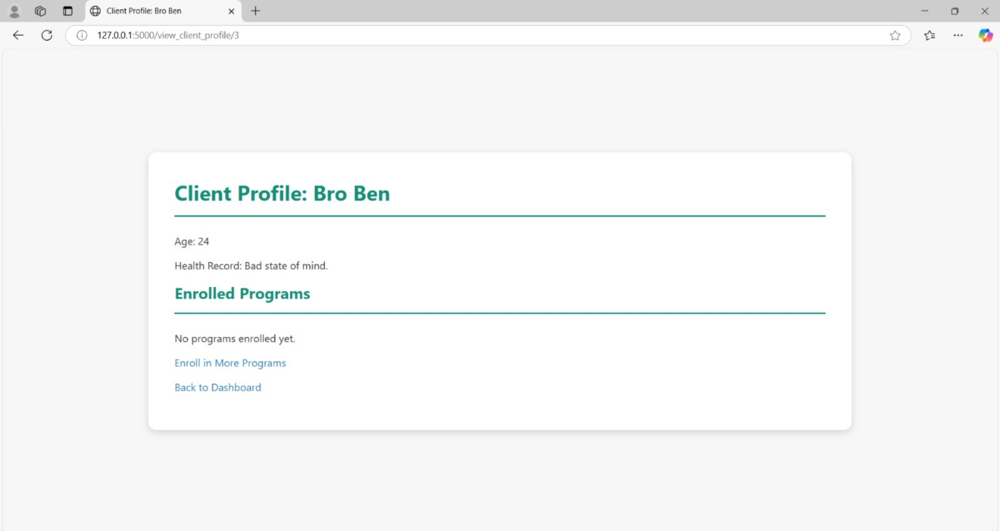 Client Profile: Bro Ben
127.0.0.1:5000/view_client_profile/3
Client Profile: Bro Ben
Age: 24
Health Record: Bad state of mind.
Enrolled Programs
No programs enrolled yet.
Enroll in More Programs
Back to Dashboard